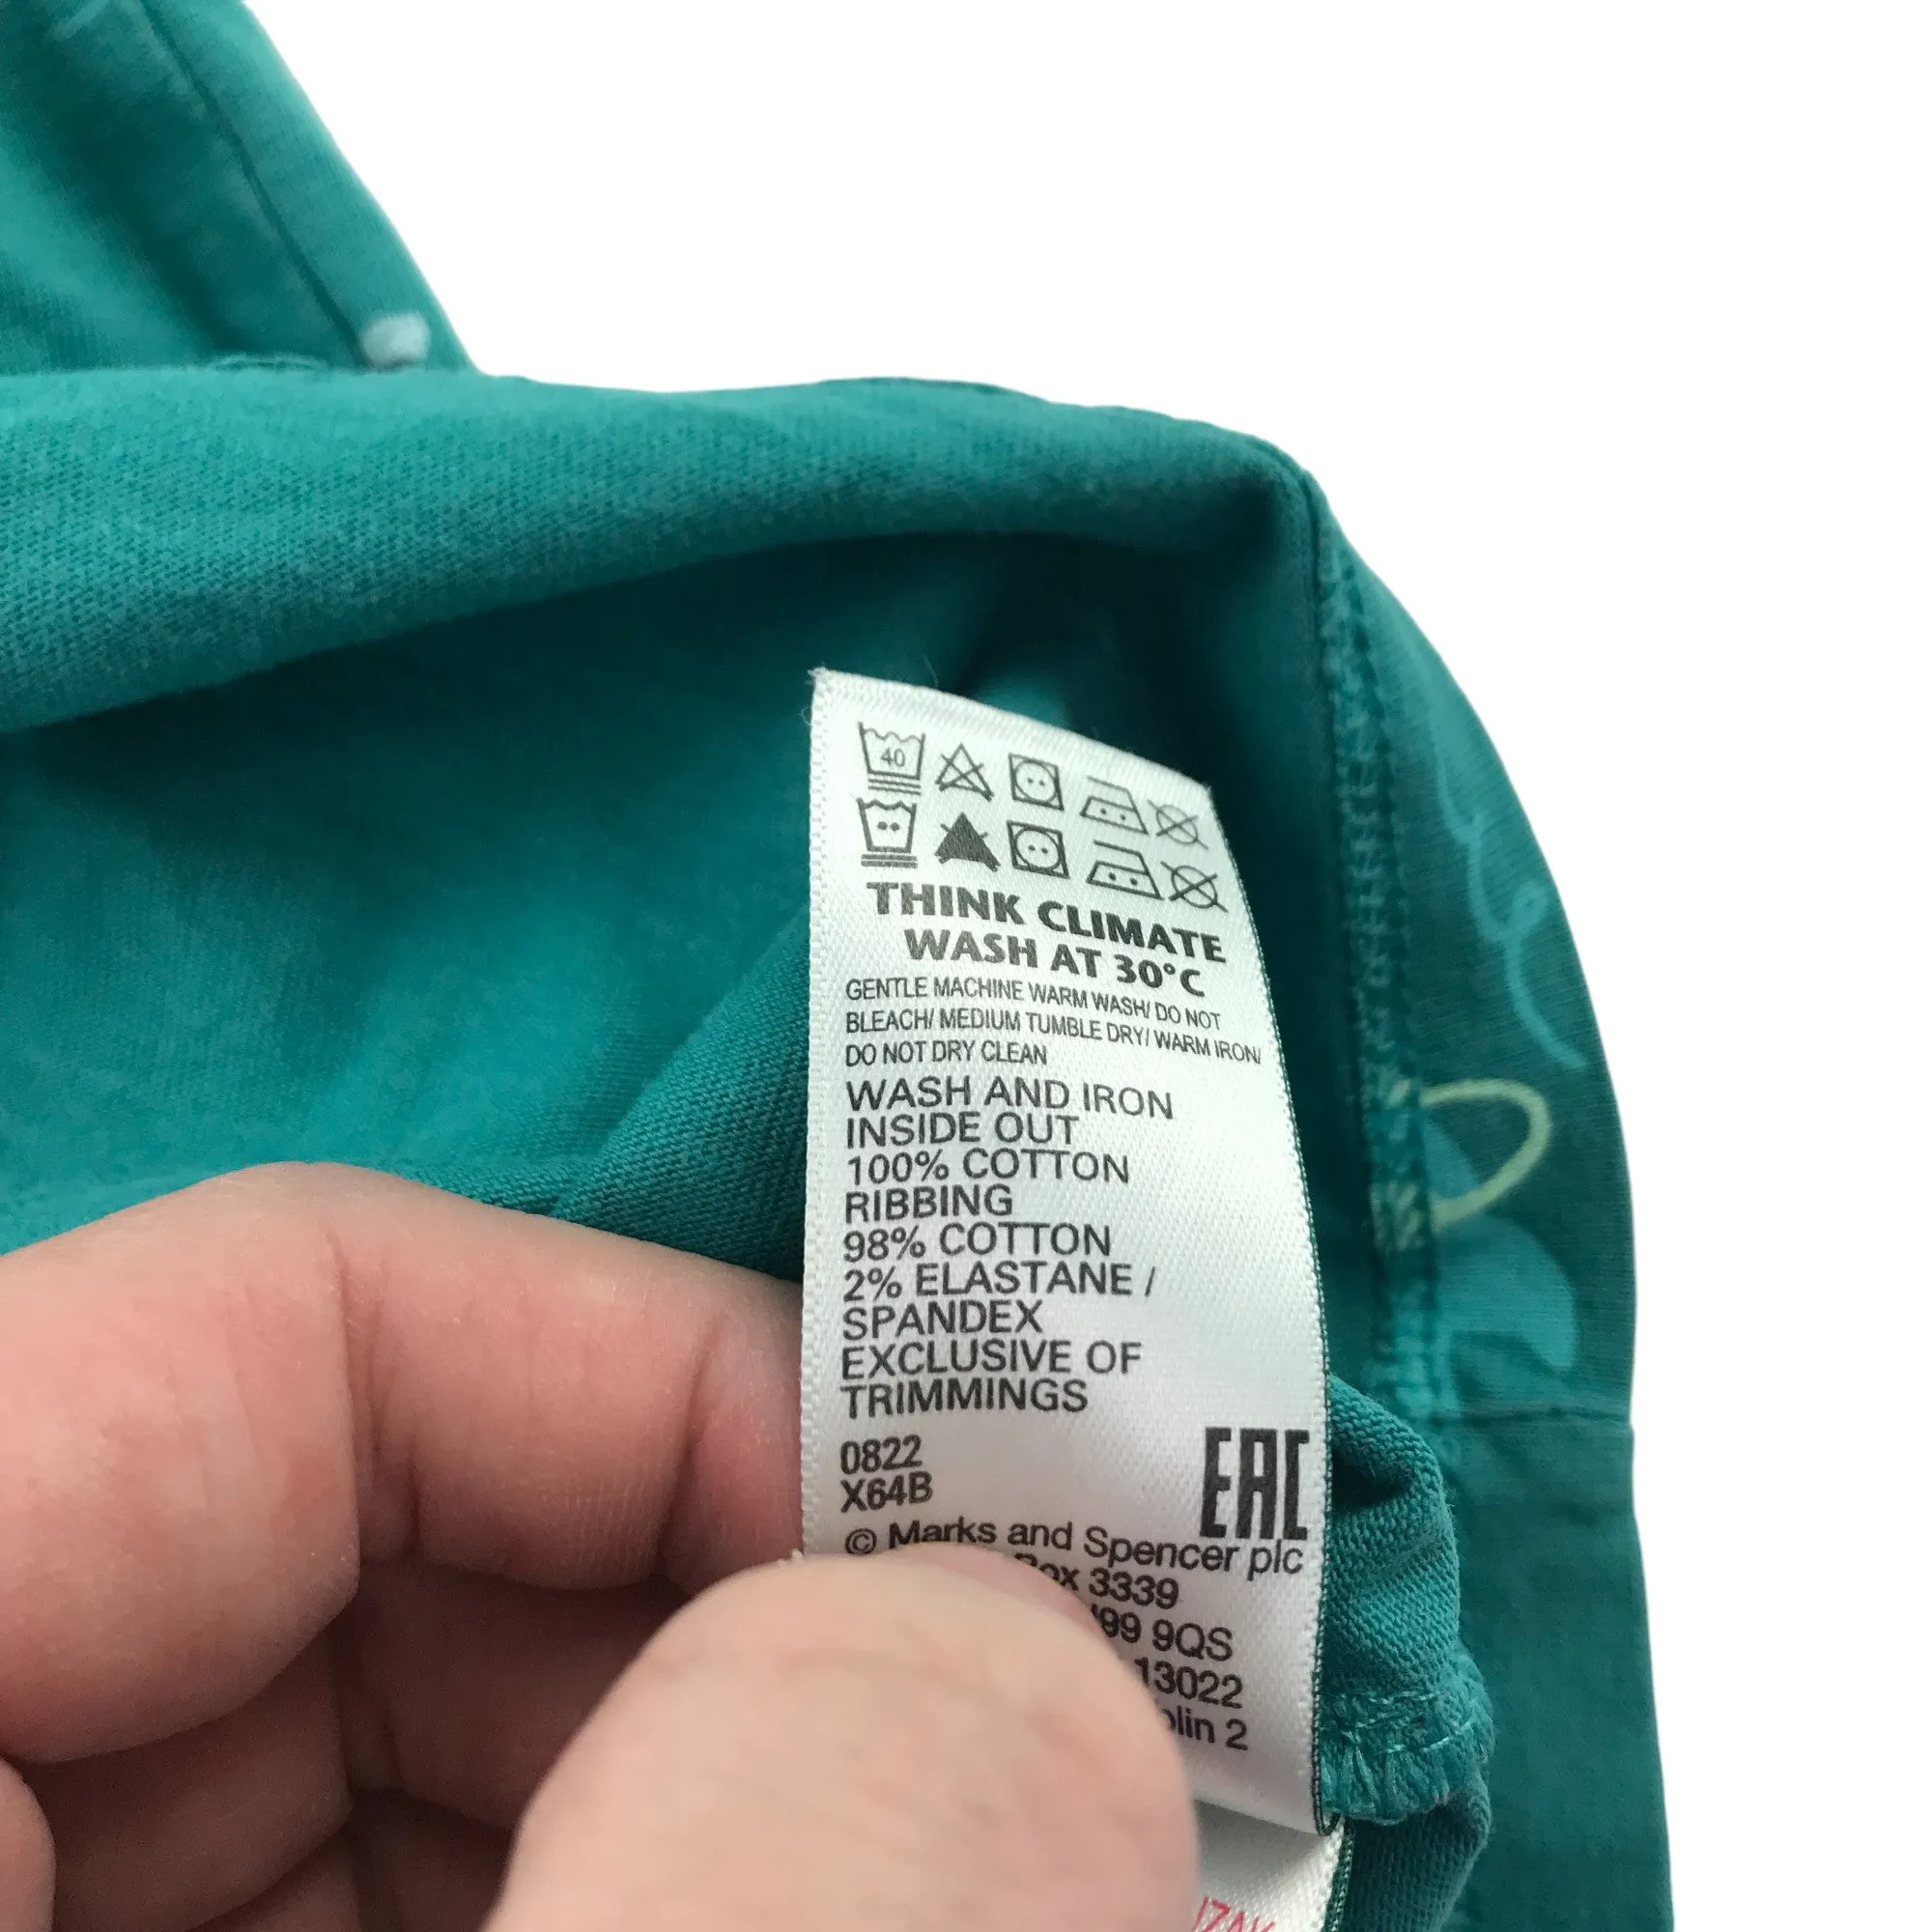 40
THINK CLIMATE
WASH AT 30°C
GENTLE MACHINE WARM WASH/ DO NOT
BLEACH/ MEDIUM TUMBLE DRY/ WARM IRON/
DO NOT DRY CLEAN
WASH AND IRON
INSIDE OUT
100% COTTON
RIBBING
98% COTTON
2% ELASTANE /
SPANDEX
EXCLUSIVE OF
TRIMMINGS
0822
X64B
EAC
© Marks and Spencer plc
3339
9QS
13022
2